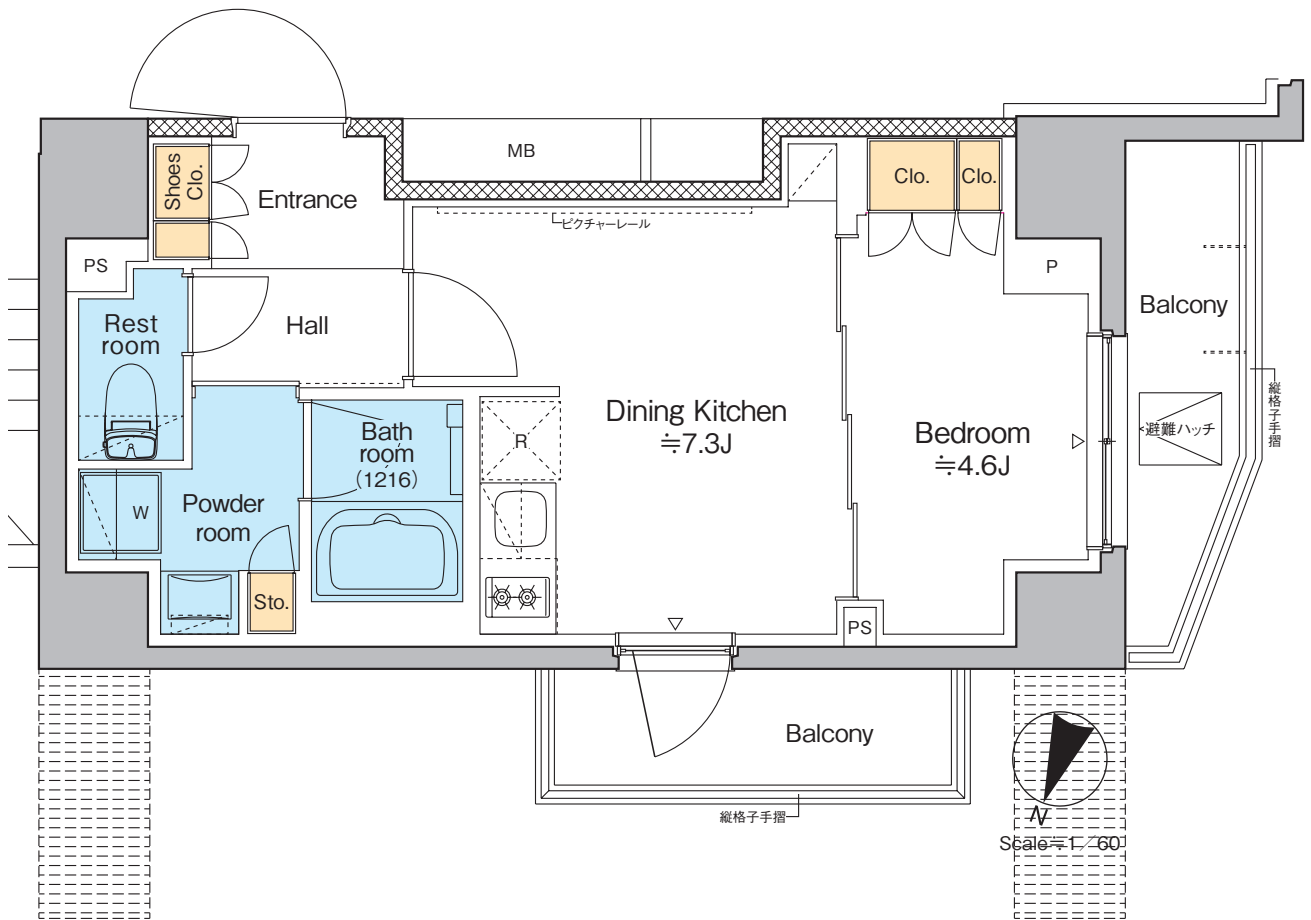 MB
Shoes
Clo.
Entrance
Clo.
Clo.
ピクチャーレール
PS
P
Rest
room
Hall
Balcony
縦格子手摺
Dining Kitchen
≒7.3J
Bedroom
≒4.6J
避難ハッチ
Bath
room
(1216)
R
W
Powder
room
Sto.
PS
Balcony
縦格子手摺
N
Scale≒1／60